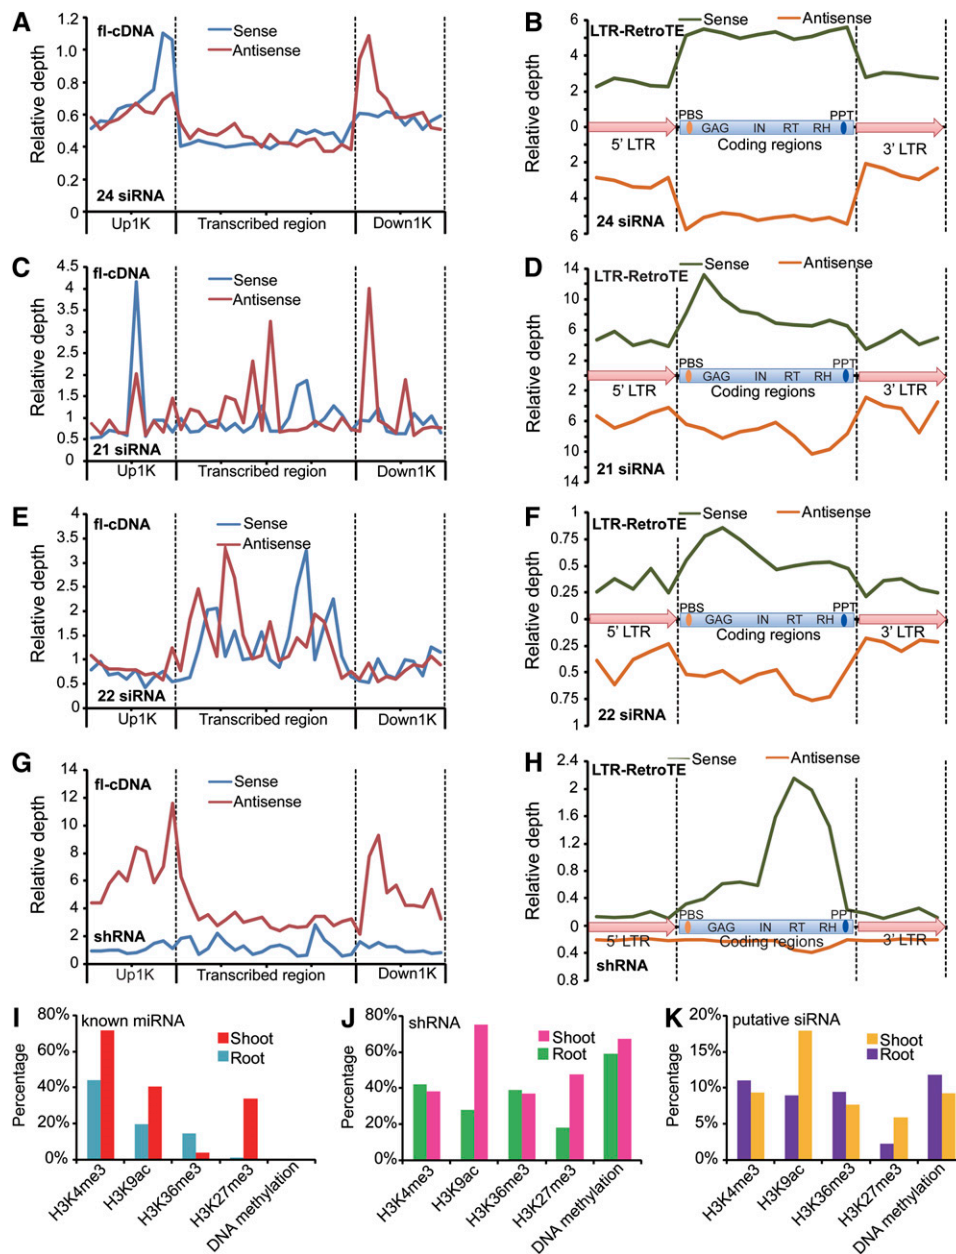 A
fl-cDNA
Sense
Antisense
Relative depth
1.2
1.0
0.8
0.6
0.4
0.2
0
24 siRNA
Up1K
Transcribed region
Down1K
B
LTR-RetroTE
Sense
Antisense
Relative depth
6
4
2
0
2
4
6
PBS
PPT
GAG IN RT RH
5' LTR
Coding regions
3' LTR
24 siRNA
C
fl-cDNA
Sense
Antisense
Relative depth
4.5
4
3.5
3
2.5
2
1.5
1
0.5
0
21 siRNA
Up1K
Transcribed region
Down1K
D
LTR-RetroTE
Sense
Antisense
Relative depth
14
10
6
2
2
6
10
14
PBS
PPT
GAG IN RT RH
5' LTR
Coding regions
3' LTR
21 siRNA
E
fl-cDNA
Sense
Antisense
Relative depth
4
3.5
3
2.5
2
1.5
1
0.5
0
22 siRNA
Up1K
Transcribed region
Down1K
F
LTR-RetroTE
Sense
Antisense
Relative depth
1
0.75
0.5
0.25
0
0.25
0.5
0.75
1
PBS
PPT
GAG IN RT RH
5' LTR
Coding regions
3' LTR
22 siRNA
G
fl-cDNA
Sense
Antisense
Relative depth
14
12
10
8
6
4
2
0
shRNA
Up1K
Transcribed region
Down1K
H
LTR-RetroTE
Sense
Antisense
Relative depth
2.4
2
1.6
1.2
0.8
0.4
0
0.4
0.8
PBS
PPT
GAG IN RT RH
5' LTR
Coding regions
3' LTR
shRNA
I
known miRNA
Shoot
Root
Percentage
80%
60%
40%
20%
0%
H3K4me3
H3K9ac
H3K36me3
H3K27me3
DNA methylation
J
shRNA
Shoot
Root
Percentage
80%
60%
40%
20%
0%
H3K4me3
H3K9ac
H3K36me3
H3K27me3
DNA methylation
K
putative siRNA
Shoot
Root
Percentage
20%
15%
10%
5%
0%
H3K4me3
H3K9ac
H3K36me3
H3K27me3
DNA methylation